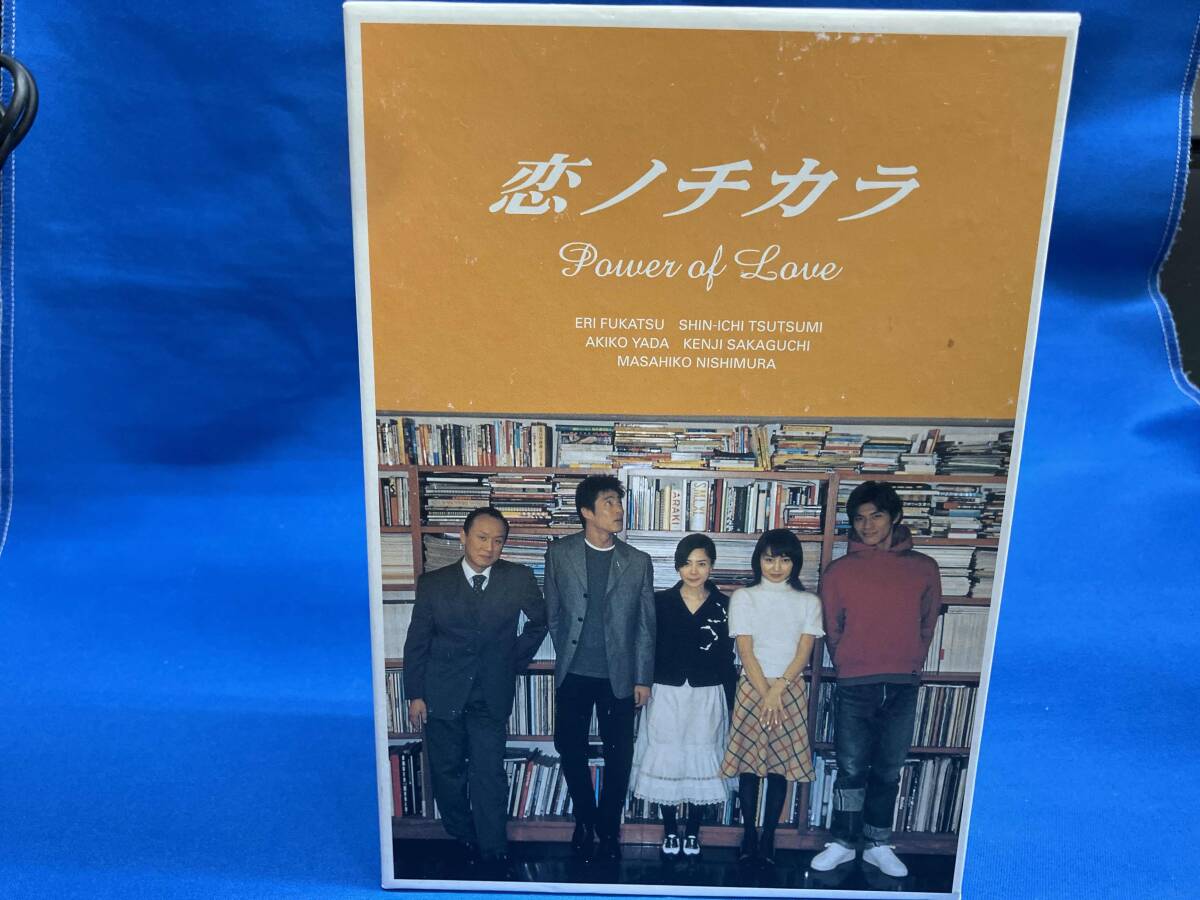 恋ノチカラ
Power of Love
ERI FUKATSU SHIN-ICHI TSUTSUMI
AKIKO YADA KENJI SAKAGUCHI
MASAHIKO NISHIMURA
ARAKI